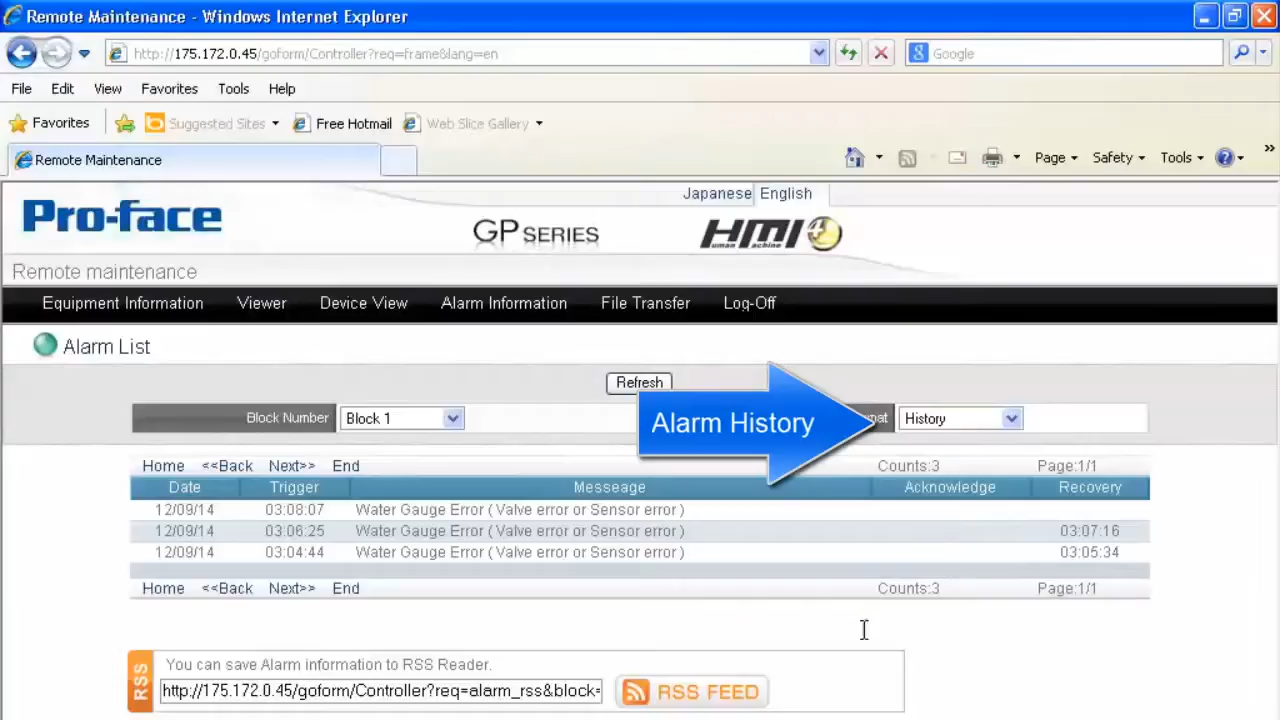 Remote Maintenance - Windows Internet Explorer
http://175.172.0.45/goform/Controller?req=frame&lang=en
Google
File Edit View Favorites Tools Help
Favorites Suggested Sites Free Hotmail Web Slice Gallery
Remote Maintenance
Page Safety Tools
Japanese English
Pro-face
GP SERIES
HMI
Human Machine
4
Remote maintenance
Equipment Information Viewer Device View Alarm Information File Transfer Log-Off
Alarm List
Refresh
Block Number Block 1
Alarm History
History
Home <<Back Next>> End Counts:3 Page:1/1
Date Trigger Messeage Acknowledge Recovery
12/09/14 03:08:07 Water Gauge Error ( Valve error or Sensor error )
12/09/14 03:06:25 Water Gauge Error ( Valve error or Sensor error ) 03:07:16
12/09/14 03:04:44 Water Gauge Error ( Valve error or Sensor error ) 03:05:34
Home <<Back Next>> End Counts:3 Page:1/1
RSS
You can save Alarm information to RSS Reader.
http://175.172.0.45/goform/Controller?req=alarm_rss&block=
RSS FEED